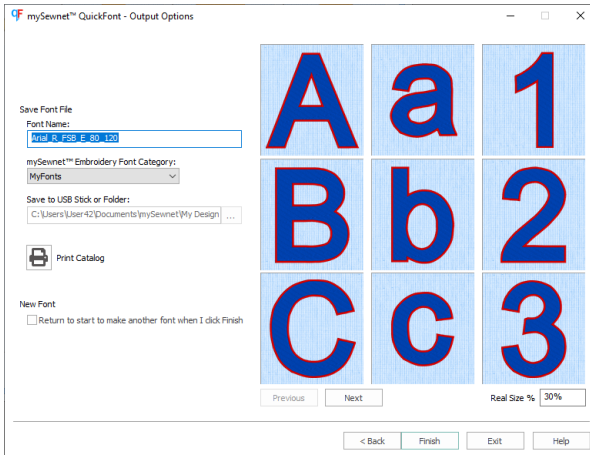 mySewnet™ QuickFont - Output Options
Save Font File
Font Name:
Arial_R_FSB_E_80_120
mySewnet™ Embroidery Font Category:
MyFonts
Save to USB Stick or Folder:
C:\Users\User42\Documents\mySewnet\My Design
...
Print Catalog
New Font
Return to start to make another font when I click Finish
A a 1
B b 2
C c 3
Previous Next Real Size % 30%
< Back Finish Exit Help